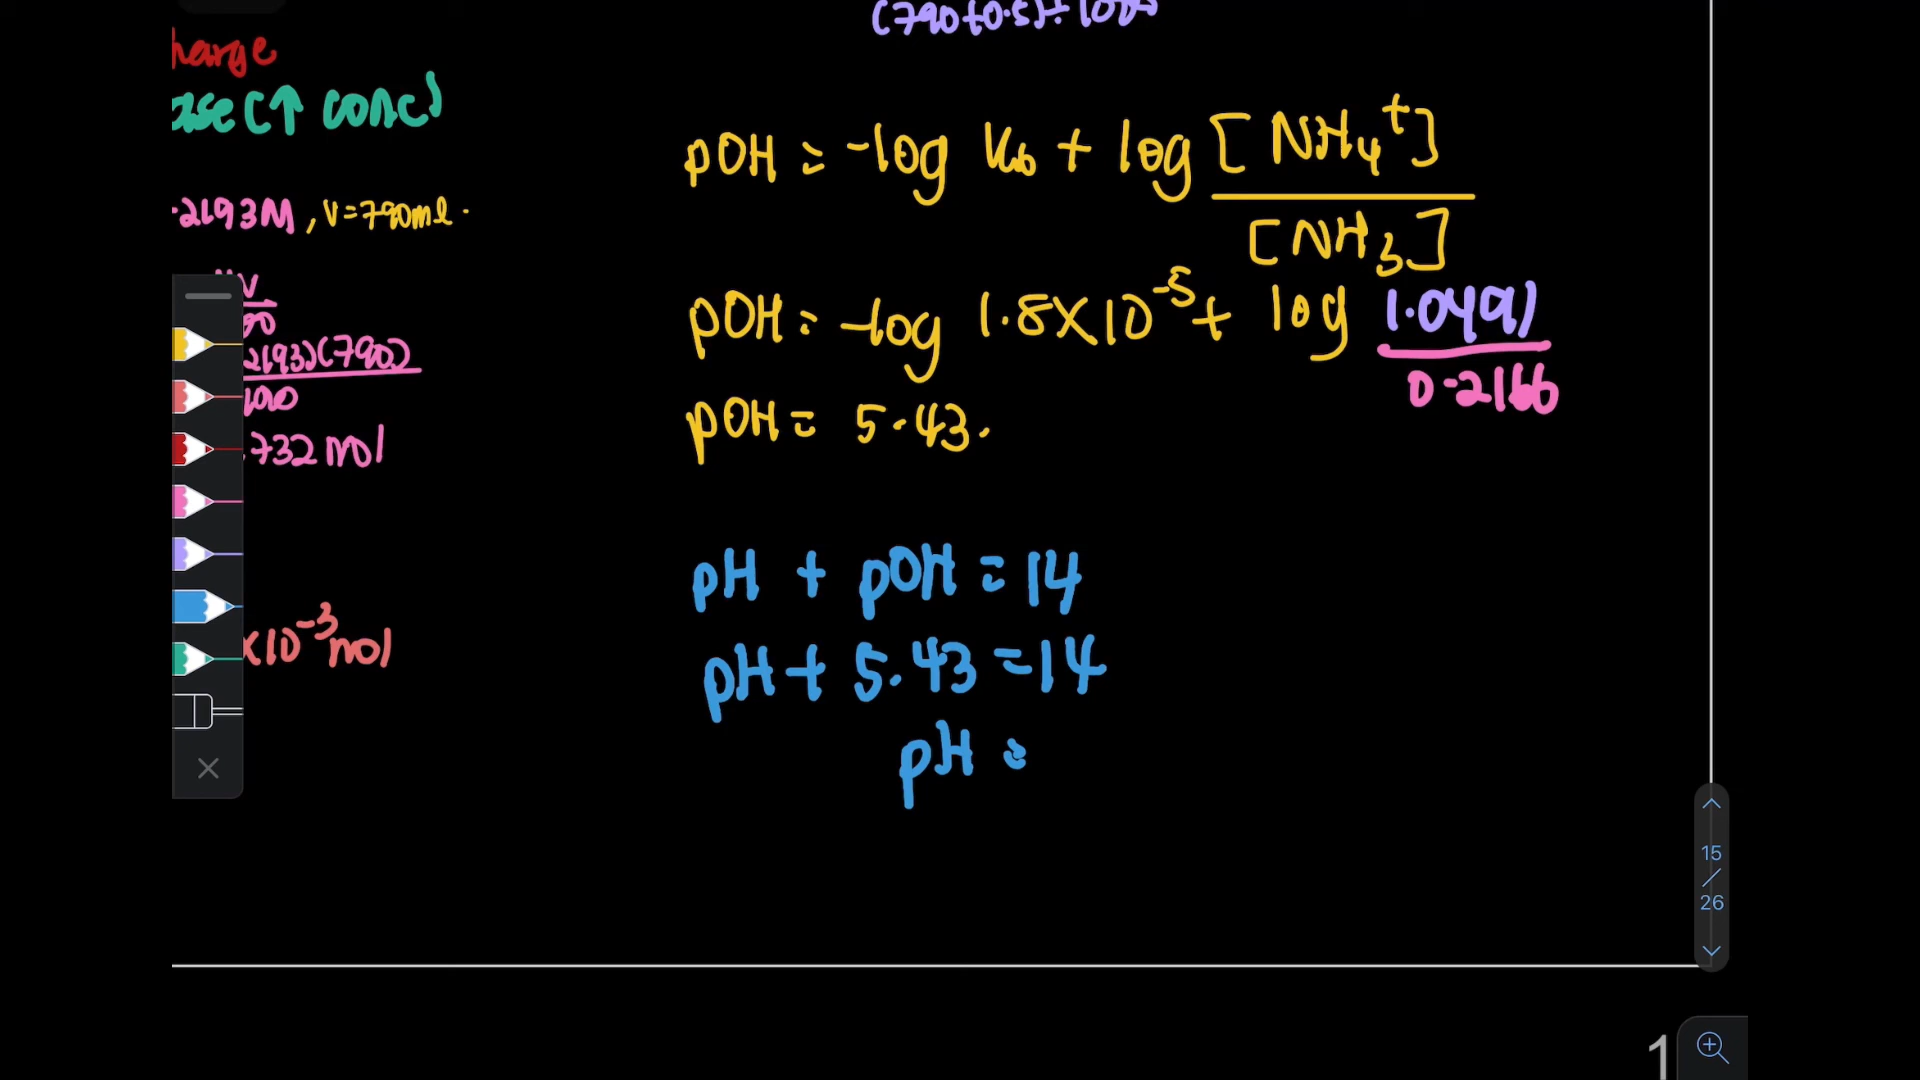 (790+0.5)÷1000
harge
ase (↑ conc)
pOH = -log Kb + log [NH₄⁺] / [NH₃]
.2193M, V=790ml.
V
2193)(790)
1000
pOH = -log 1.8×10⁻⁵ + log 1.0491 / 0.2166
.732 mol
pOH = 5.43.
pH + pOH = 14
×10⁻³ mol
pH + 5.43 = 14
pH =
15
/
26
1